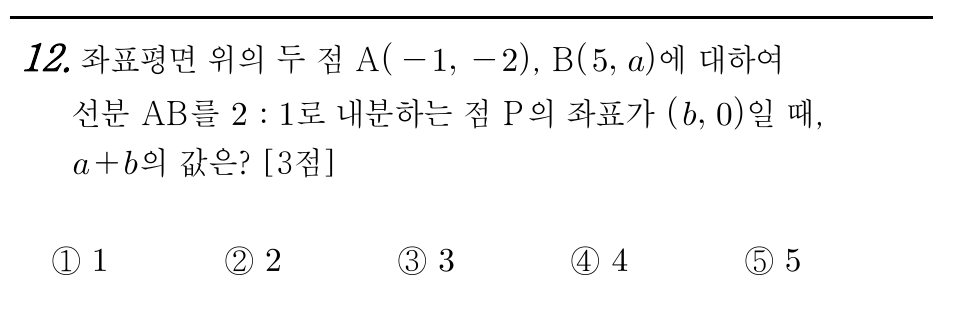 12. 좌표평면 위의 두 점 A(－1, －2), B(5, a)에 대하여
선분 AB를 2 : 1로 내분하는 점 P의 좌표가 (b, 0)일 때,
a＋b의 값은? [3점]
① 1 ② 2 ③ 3 ④ 4 ⑤ 5